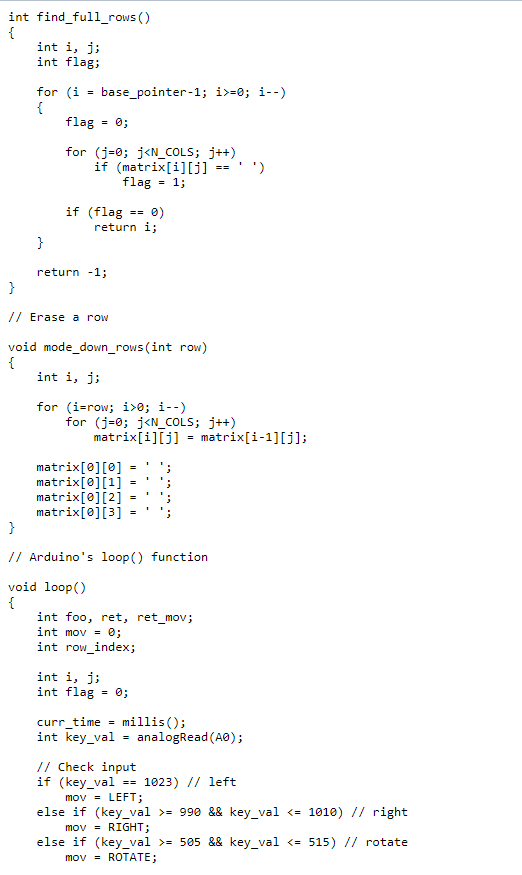 int find_full_rows()
{
    int i, j;
    int flag;

    for (i = base_pointer-1; i>=0; i--)
    {
        flag = 0;

        for (j=0; j<N_COLS; j++)
            if (matrix[i][j] == ' ')
                flag = 1;

        if (flag == 0)
            return i;
    }

    return -1;
}

// Erase a row

void mode_down_rows(int row)
{
    int i, j;

    for (i=row; i>0; i--)
        for (j=0; j<N_COLS; j++)
            matrix[i][j] = matrix[i-1][j];

    matrix[0][0] = ' ';
    matrix[0][1] = ' ';
    matrix[0][2] = ' ';
    matrix[0][3] = ' ';
}

// Arduino's loop() function

void loop()
{
    int foo, ret, ret_mov;
    int mov = 0;
    int row_index;

    int i, j;
    int flag = 0;

    curr_time = millis();
    int key_val = analogRead(A0);

    // Check input
    if (key_val == 1023) // left
        mov = LEFT;
    else if (key_val >= 990 && key_val <= 1010) // right
        mov = RIGHT;
    else if (key_val >= 505 && key_val <= 515) // rotate
        mov = ROTATE;